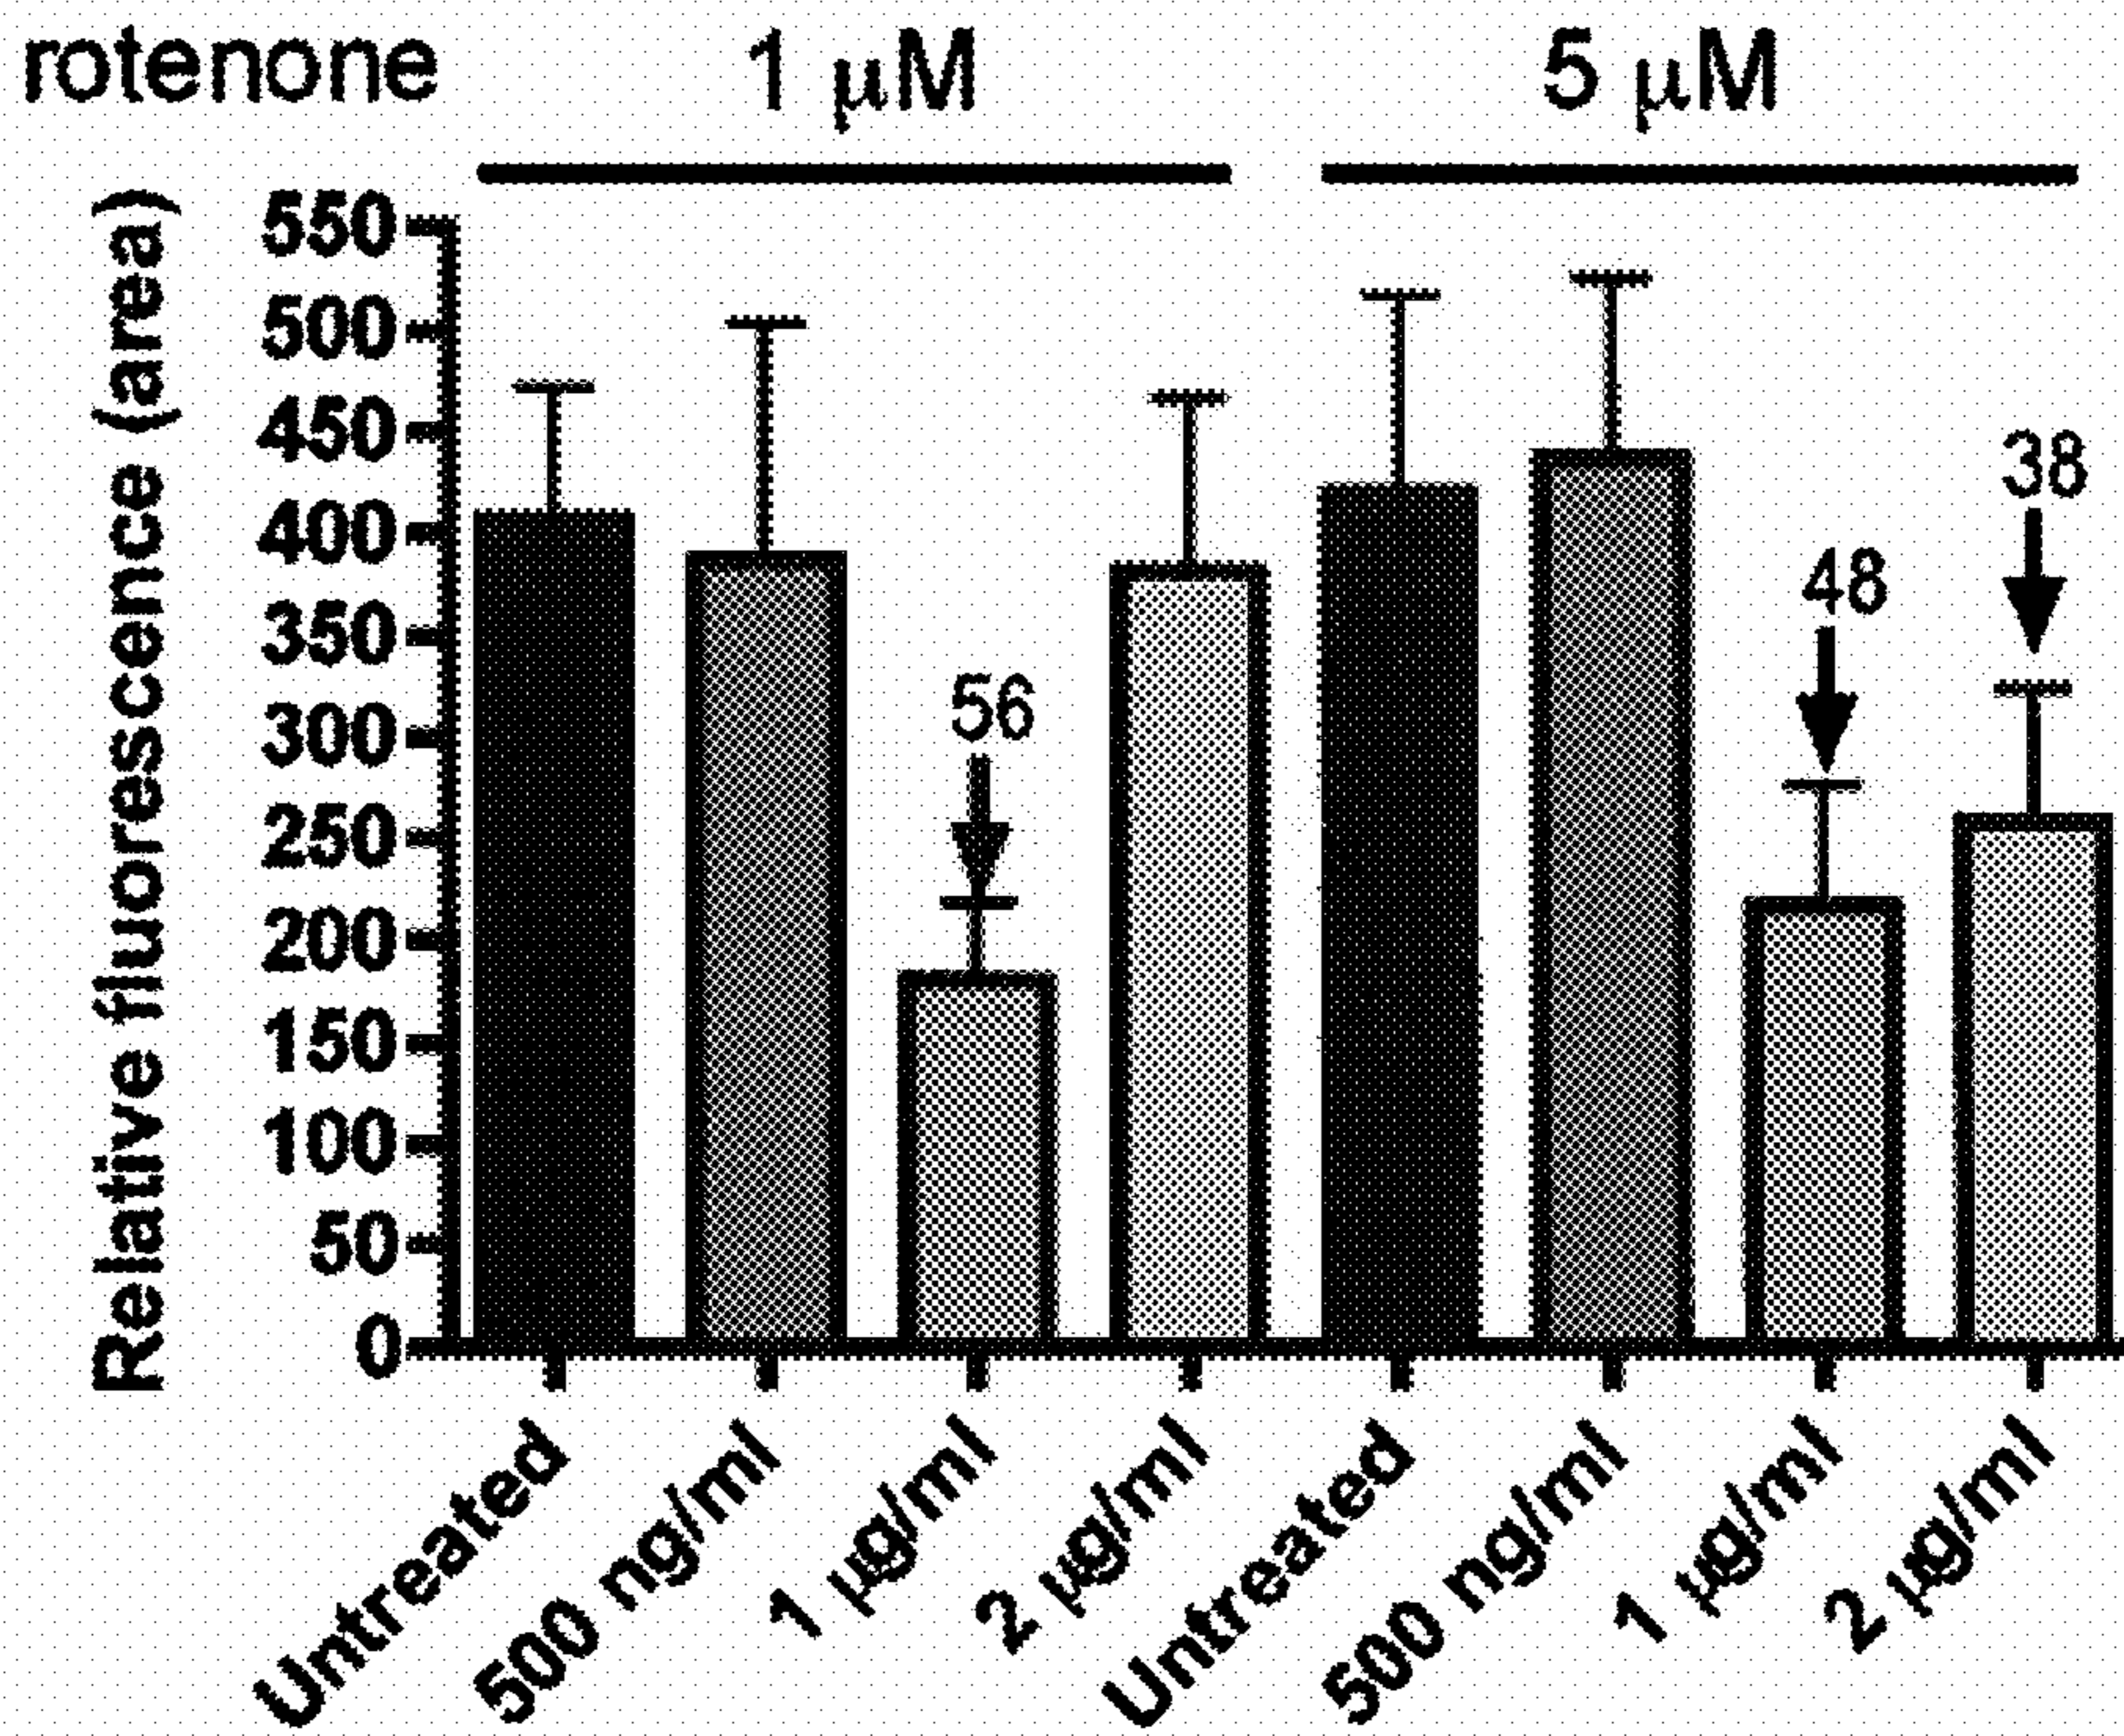 rotenone 1 μM 5 μM
Relative fluorescence (area)
550
500
450
400
350
300
250
200
150
100
50
0
56
48
38
Untreated
500 ng/ml
1 μg/ml
2 μg/ml
Untreated
500 ng/ml
1 μg/ml
2 μg/ml